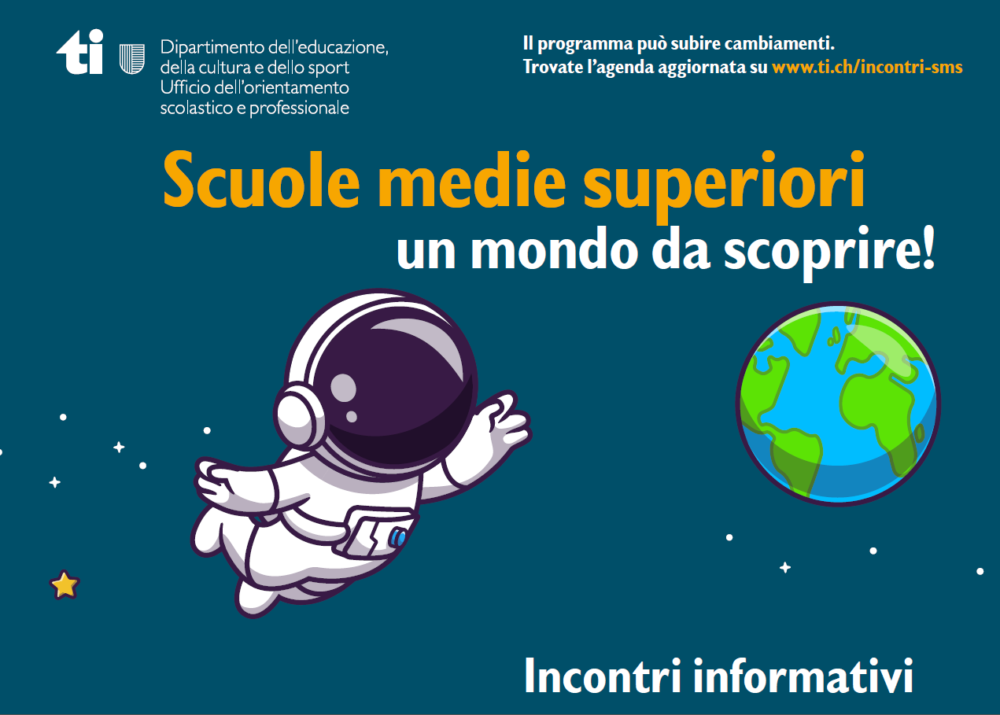 ti
Dipartimento dell'educazione,
della cultura e dello sport
Ufficio dell'orientamento
scolastico e professionale
Il programma può subire cambiamenti.
Trovate l'agenda aggiornata su www.ti.ch/incontri-sms
Scuole medie superiori
un mondo da scoprire!
Incontri informativi